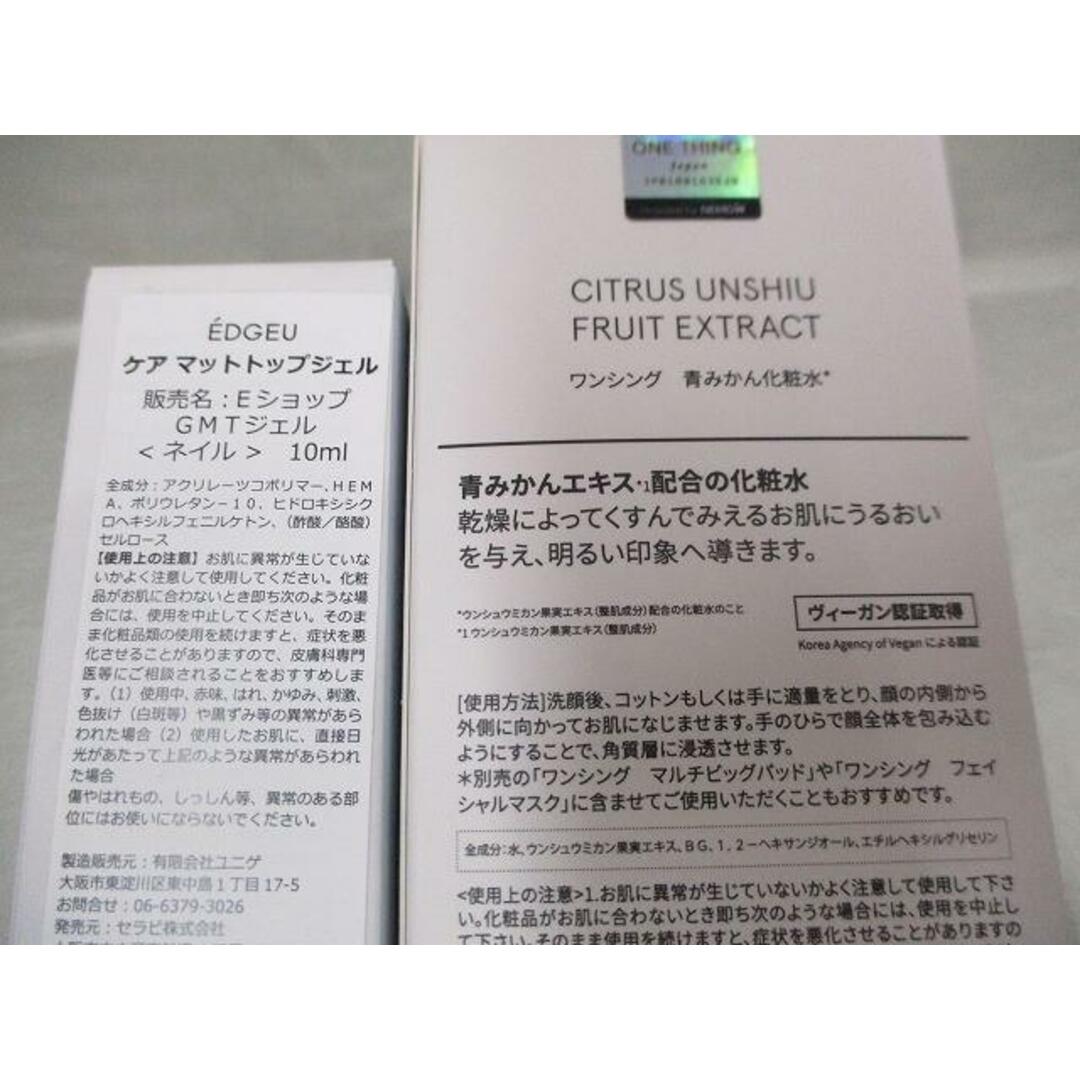 ÉDGEU
ケア マットトップジェル
販売名：Eショップ
GMTジェル
＜ ネイル ＞ 10ml
全成分：アクリレーツコポリマー、HEM
A、ポリウレタン－10、ヒドロキシシク
ロヘキシルフェニルケトン、（酢酸／酪酸）
セルロース
【使用上の注意】お肌に異常が生じていな
いかよく注意して使用してください。化粧
品がお肌に合わないとき即ち次のような場
合には、使用を中止してください。そのま
ま化粧品類の使用を続けますと、症状を悪
化させることがありますので、皮膚科専門
医等にご相談されることをおすすめしま
す。（1）使用中、赤味、はれ、かゆみ、刺激、
色抜け（白斑等）や黒ずみ等の異常があら
われた場合（2）使用したお肌に、直接日
光があたって上記のような異常があらわれ
た場合
傷やはれもの、しっしん等、異常のある部
位にはお使いにならないでください。
製造販売元：有限会社ユニゲ
大阪市東淀川区東中島1丁目17-5
お問合せ：06-6379-3026
発売元：セラビ株式会社
ONE THING
Japan
CITRUS UNSHIU
FRUIT EXTRACT
ワンシング 青みかん化粧水*
青みかんエキス*1配合の化粧水
乾燥によってくすんでみえるお肌にうるおい
を与え、明るい印象へ導きます。
*ウンシュウミカン果実エキス（整肌成分）配合の化粧水のこと
*1 ウンシュウミカン果実エキス（整肌成分）
ヴィーガン認証取得
Korea Agency of Vegan による認証
[使用方法]洗顔後、コットンもしくは手に適量をとり、顔の内側から
外側に向かってお肌になじませます。手のひらで顔全体を包み込む
ようにすることで、角質層に浸透させます。
＊別売の「ワンシング マルチビッグパッド」や「ワンシング フェイ
シャルマスク」に含ませてご使用いただくこともおすすめです。
全成分：水、ウンシュウミカン果実エキス、BG、1，2－ヘキサンジオール、エチルヘキシルグリセリン
<使用上の注意>1.お肌に異常が生じていないかよく注意して使用して下さ
い。化粧品がお肌に合わないとき即ち次のような場合には、使用を中止し
て下さい。そのまま使用を続けますと、症状を悪化させることがありますの